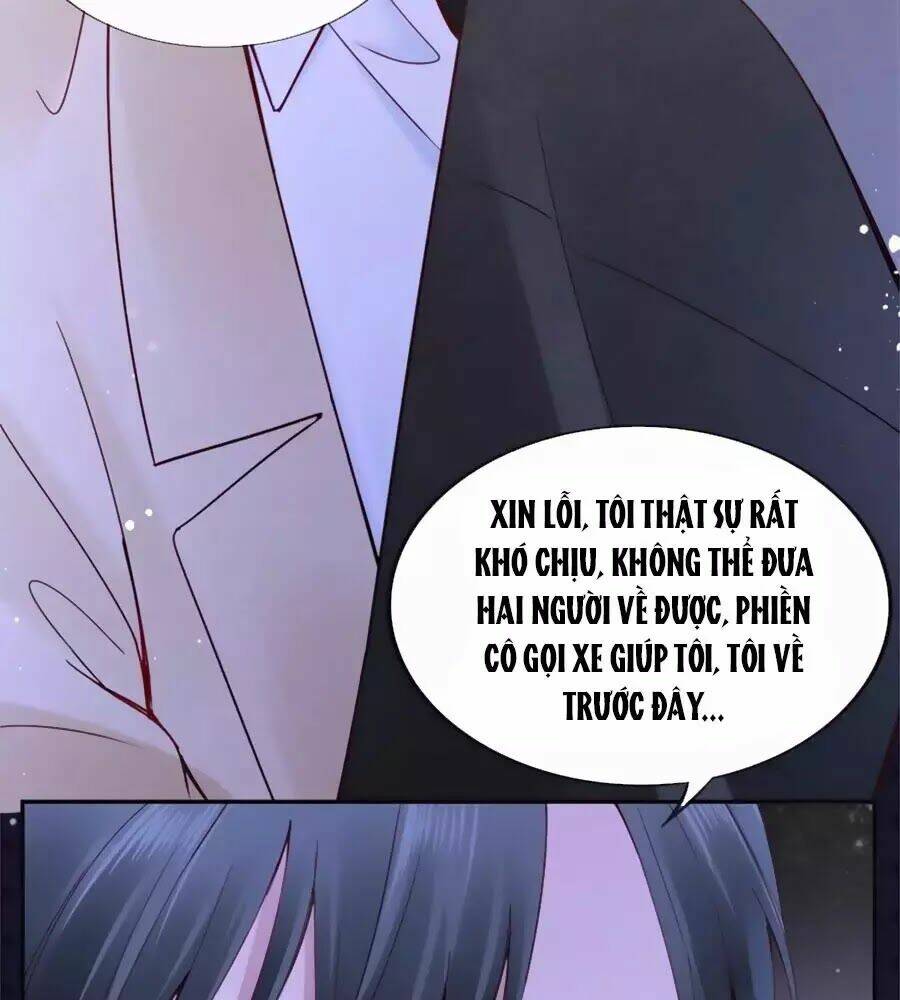 XIN LỖI, TÔI THẬT SỰ RẤT
KHÓ CHỊU, KHÔNG THỂ ĐƯA
HAI NGƯỜI VỀ ĐƯỢC, PHIỀN
CÔ GỌI XE GIÚP TÔI, TÔI VỀ
TRƯỚC ĐÂY...